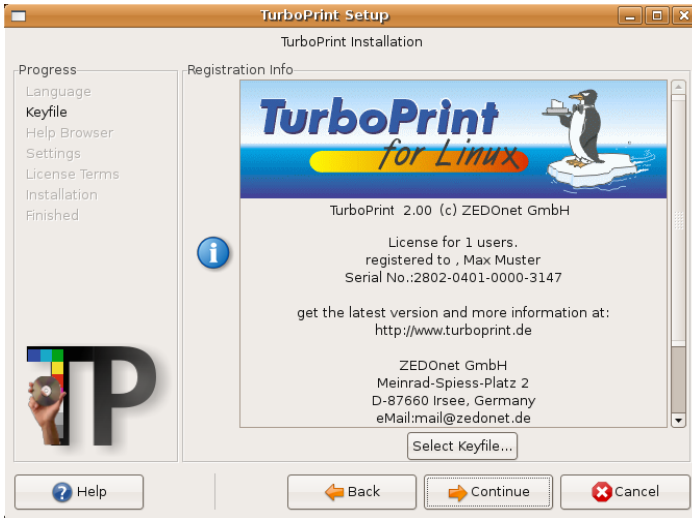 TurboPrint Setup
TurboPrint Installation
Progress
Language
Keyfile
Help Browser
Settings
License Terms
Installation
Finished
TP
Registration Info
TurboPrint
for Linux
TurboPrint 2.00 (c) ZEDOnet GmbH
License for 1 users.
registered to , Max Muster
Serial No.:2802-0401-0000-3147
get the latest version and more information at:
http://www.turboprint.de
ZEDOnet GmbH
Meinrad-Spiess-Platz 2
D-87660 Irsee, Germany
eMail:mail@zedonet.de
Select Keyfile...
Help
Back
Continue
Cancel